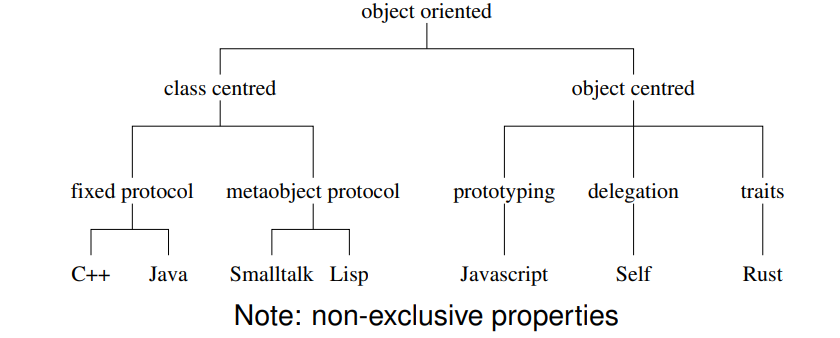 object oriented
class centred object centred
fixed protocol metaobject protocol prototyping delegation traits
C++ Java Smalltalk Lisp Javascript Self Rust
Note: non-exclusive properties